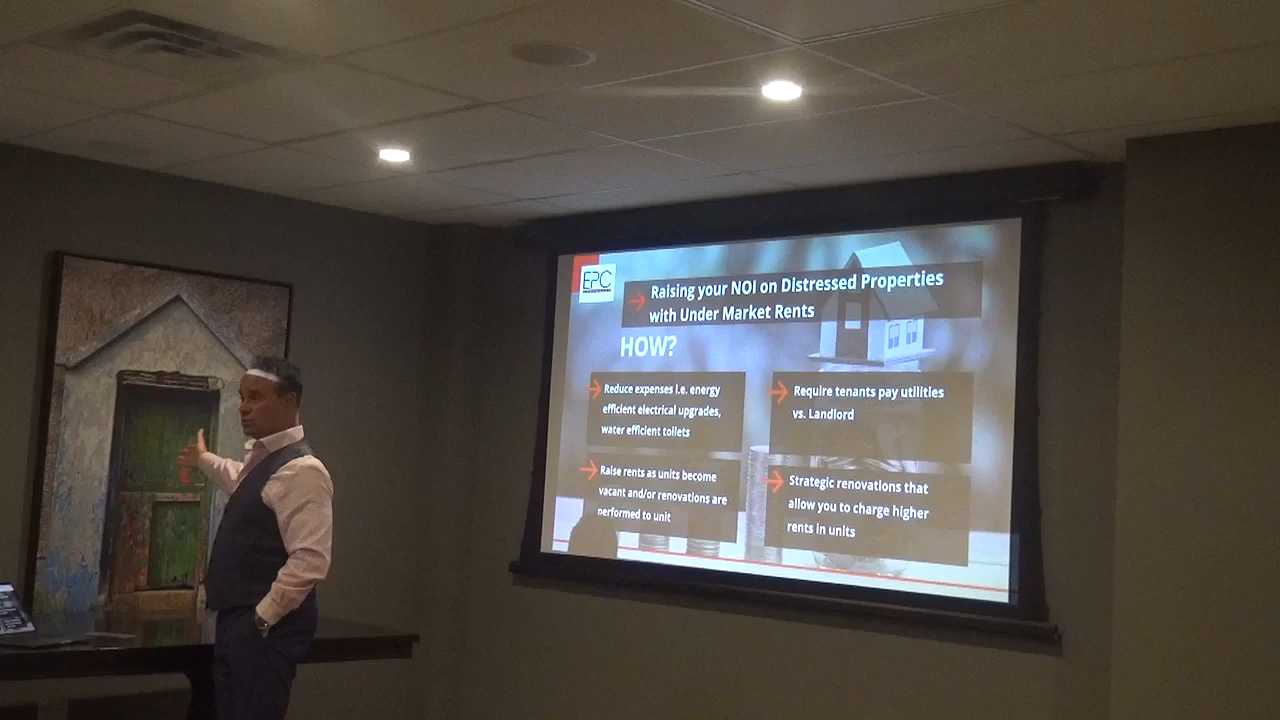 EPC
Raising your NOI on Distressed Properties
with Under Market Rents
HOW?
Reduce expenses i.e. energy
efficient electrical upgrades,
water efficient toilets
Require tenants pay utilities
vs. Landlord
Raise rents as units become
vacant and/or renovations are
performed to unit
Strategic renovations that
allow you to charge higher
rents in units